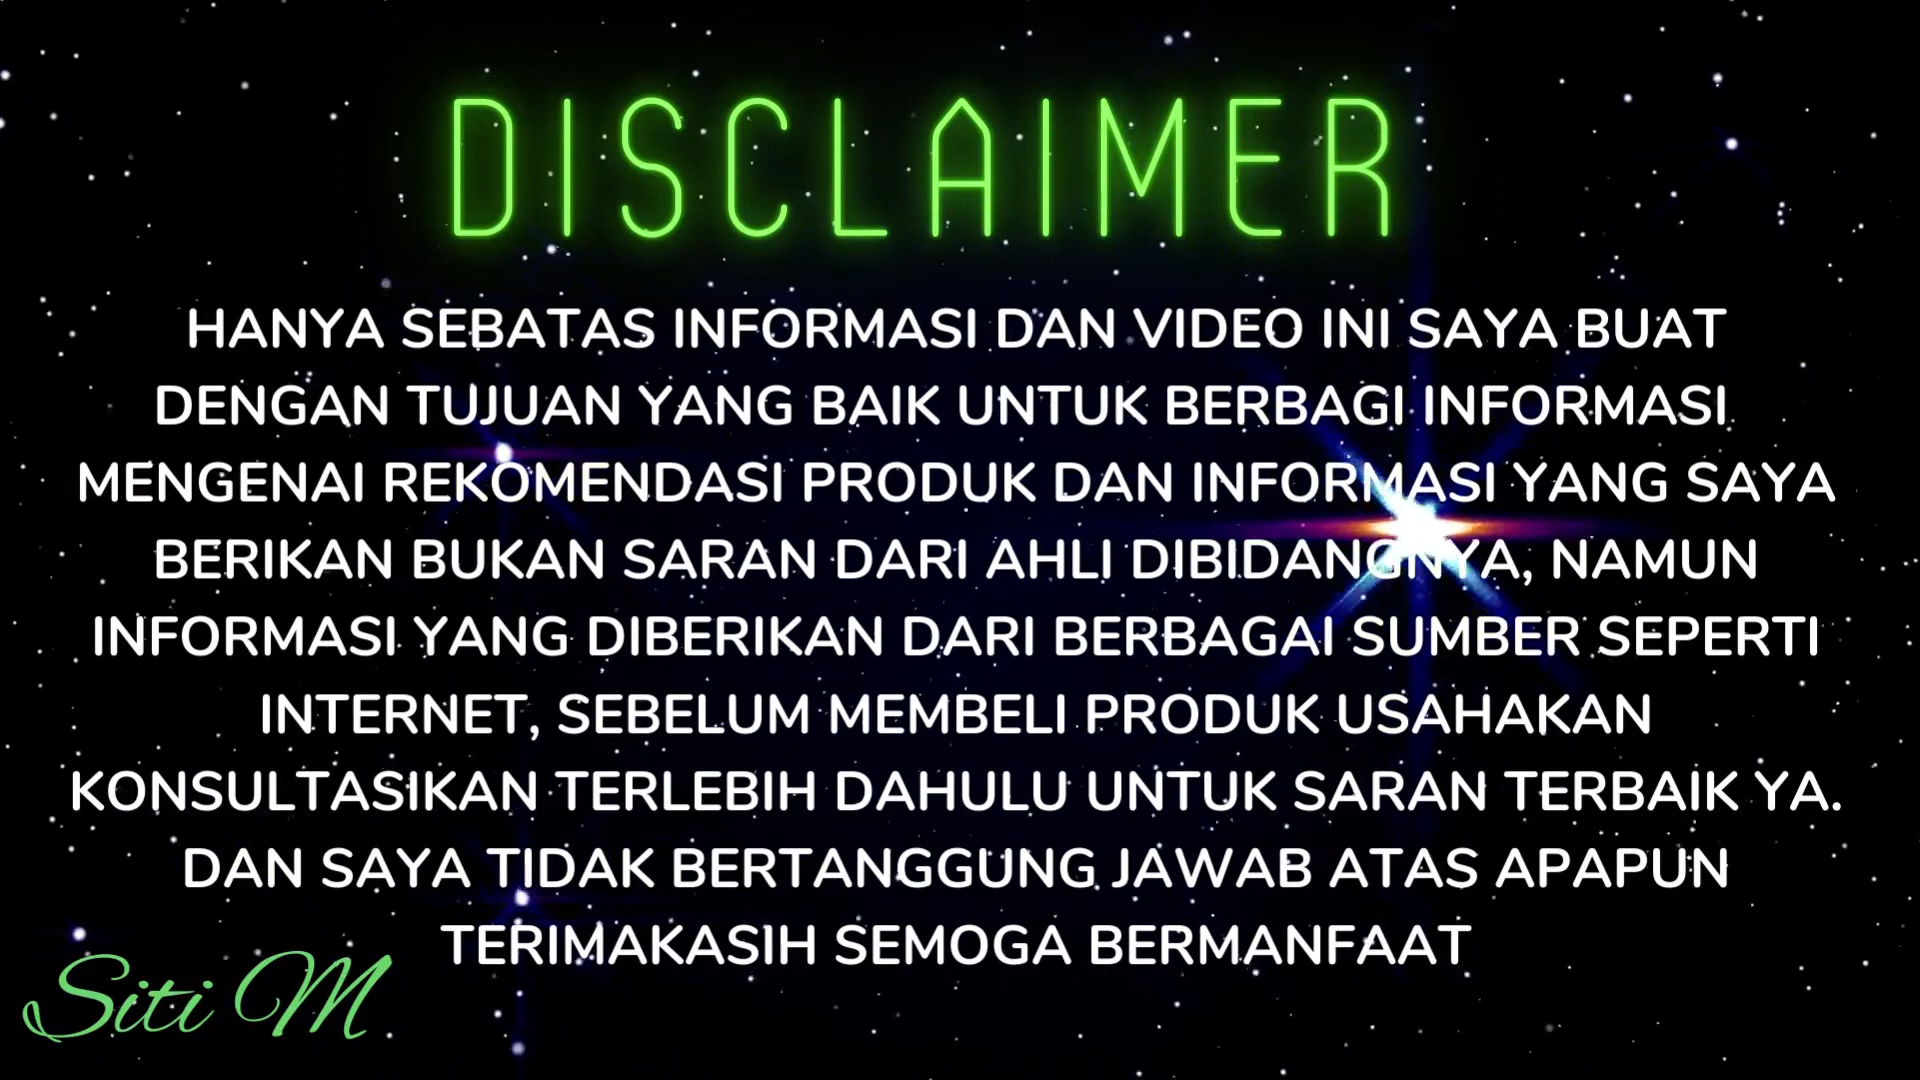 DISCLAIMER
HANYA SEBATAS INFORMASI DAN VIDEO INI SAYA BUAT
DENGAN TUJUAN YANG BAIK UNTUK BERBAGI INFORMASI
MENGENAI REKOMENDASI PRODUK DAN INFORMASI YANG SAYA
BERIKAN BUKAN SARAN DARI AHLI DIBIDANGNYA, NAMUN
INFORMASI YANG DIBERIKAN DARI BERBAGAI SUMBER SEPERTI
INTERNET, SEBELUM MEMBELI PRODUK USAHAKAN
KONSULTASIKAN TERLEBIH DAHULU UNTUK SARAN TERBAIK YA.
DAN SAYA TIDAK BERTANGGUNG JAWAB ATAS APAPUN
TERIMAKASIH SEMOGA BERMANFAAT
Siti M